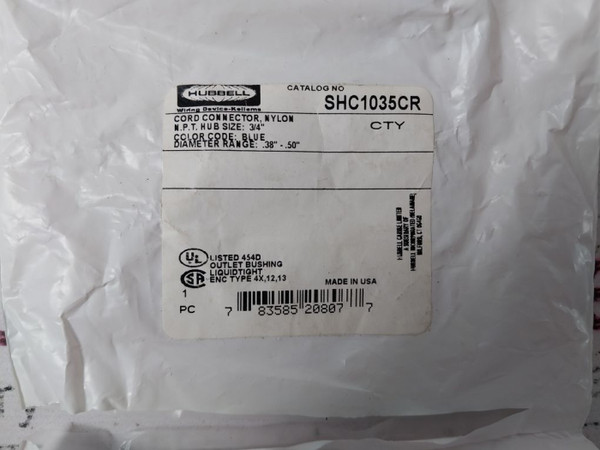 HUBBELL
Wiring Device-Kellems
CATALOG NO
SHC1035CR
CORD CONNECTOR, NYLON
N.P.T. HUB SIZE: 3/4"
COLOR CODE: BLUE
DIAMETER RANGE: .38" - .50"
CTY
UL
LISTED 454D
OUTLET BUSHING
LIQUIDTIGHT
ENC TYPE 4X,12,13
SA
MADE IN USA
1
PC
7 83585 20807 7